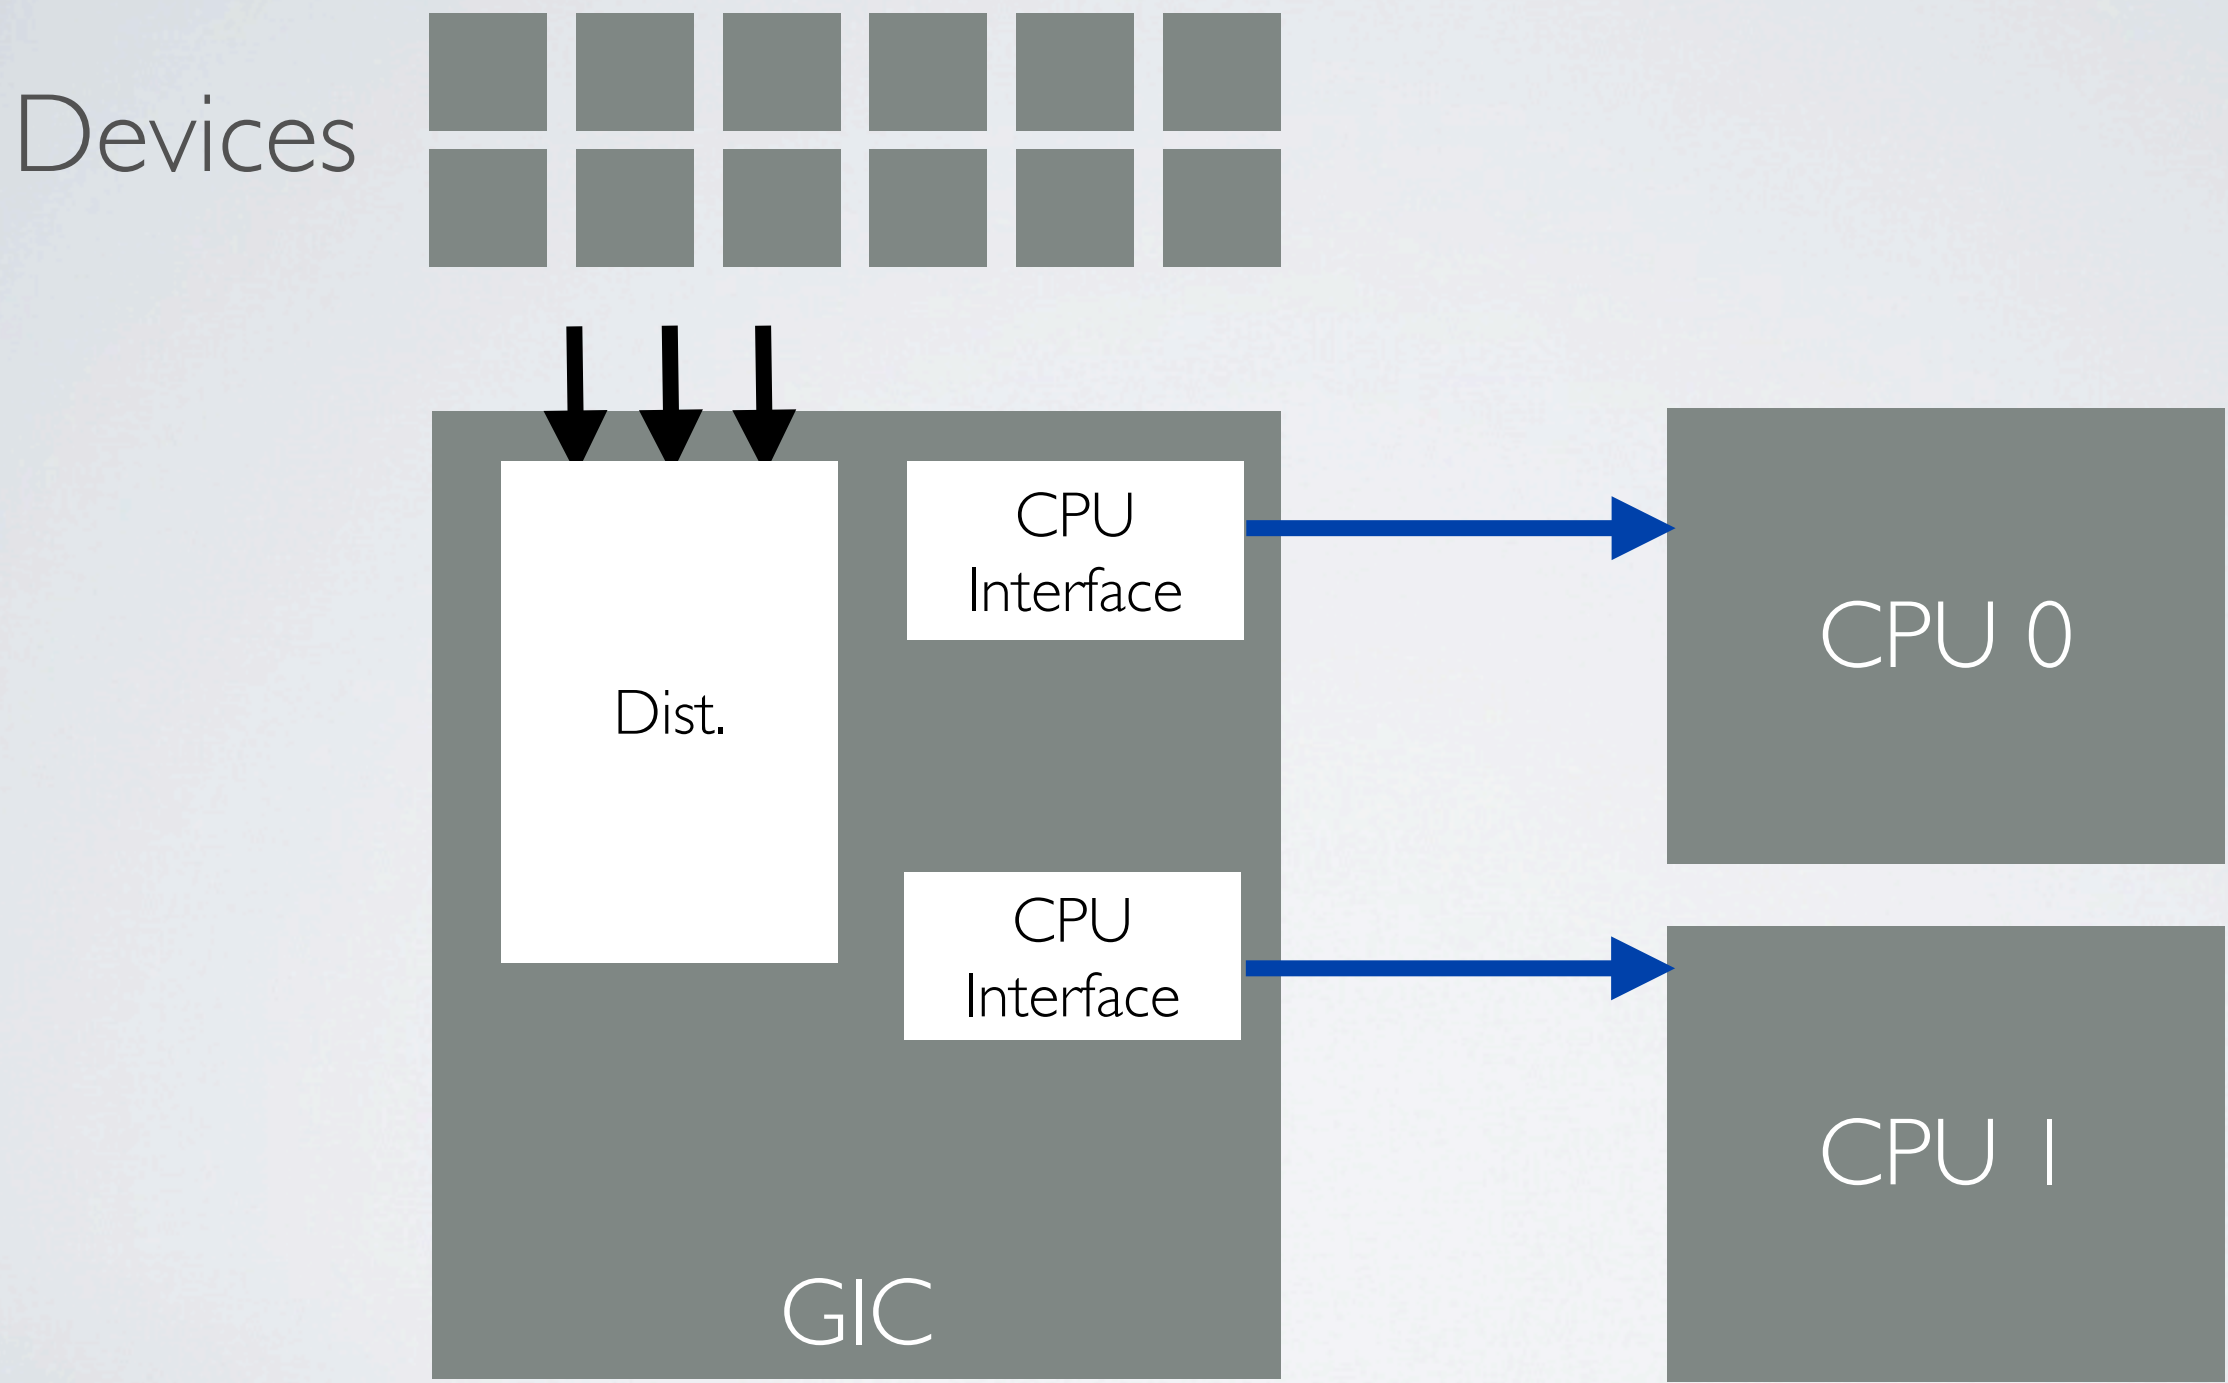 Devices
CPU
Interface
CPU 0
Dist.
CPU
Interface
CPU 1
GIC